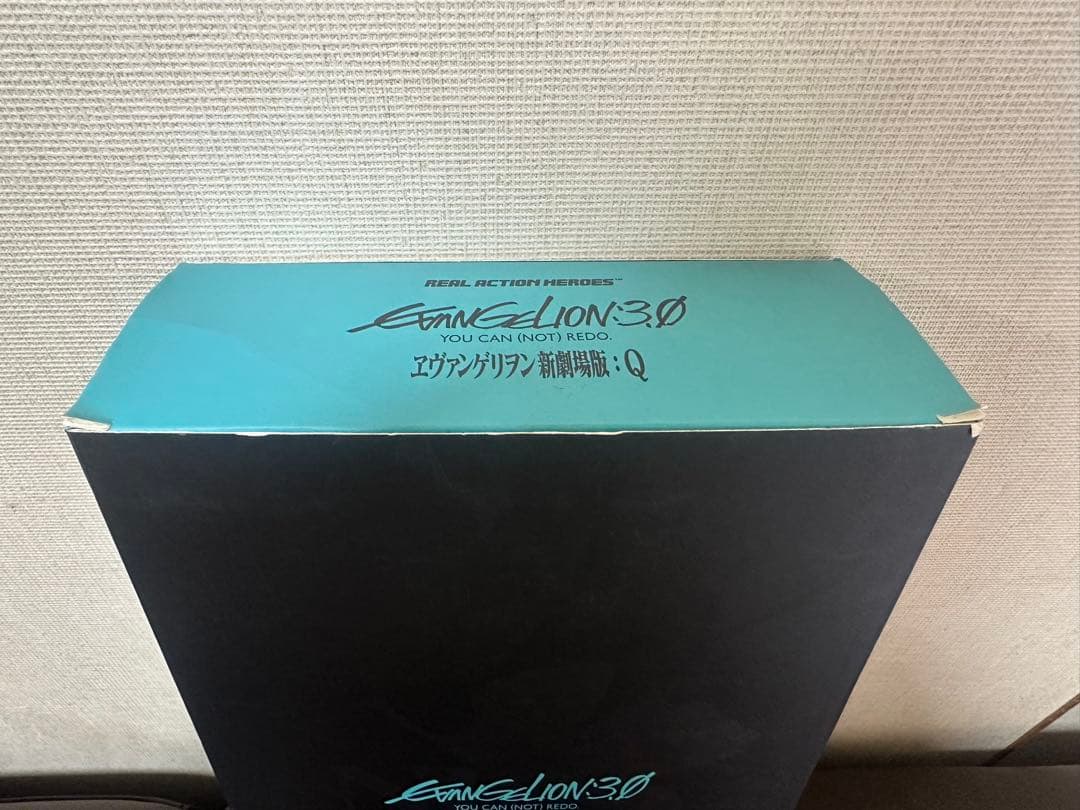 REAL ACTION HEROES™
EVANGELION:3.0
YOU CAN (NOT) REDO.
ヱヴァンゲリヲン新劇場版:Q
EVANGELION:3.0
YOU CAN (NOT) REDO.